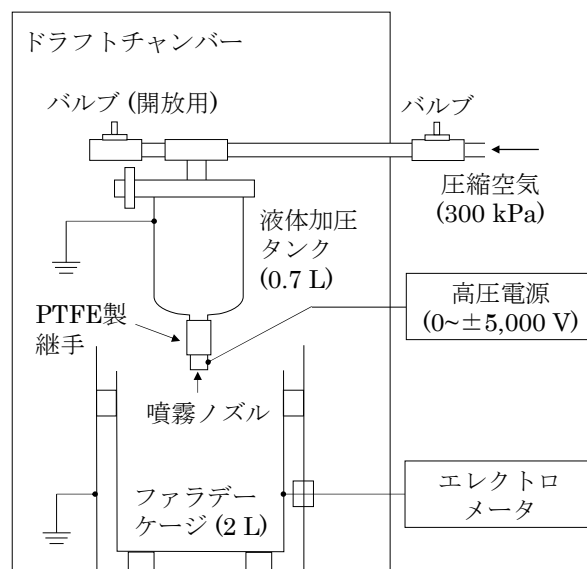 ドラフトチャンバー
バルブ (開放用)
バルブ
圧縮空気
(300 kPa)
液体加圧
タンク
(0.7 L)
高圧電源
(0~±5,000 V)
PTFE製
継手
噴霧ノズル
ファラデー
ケージ (2 L)
エレクトロ
メータ